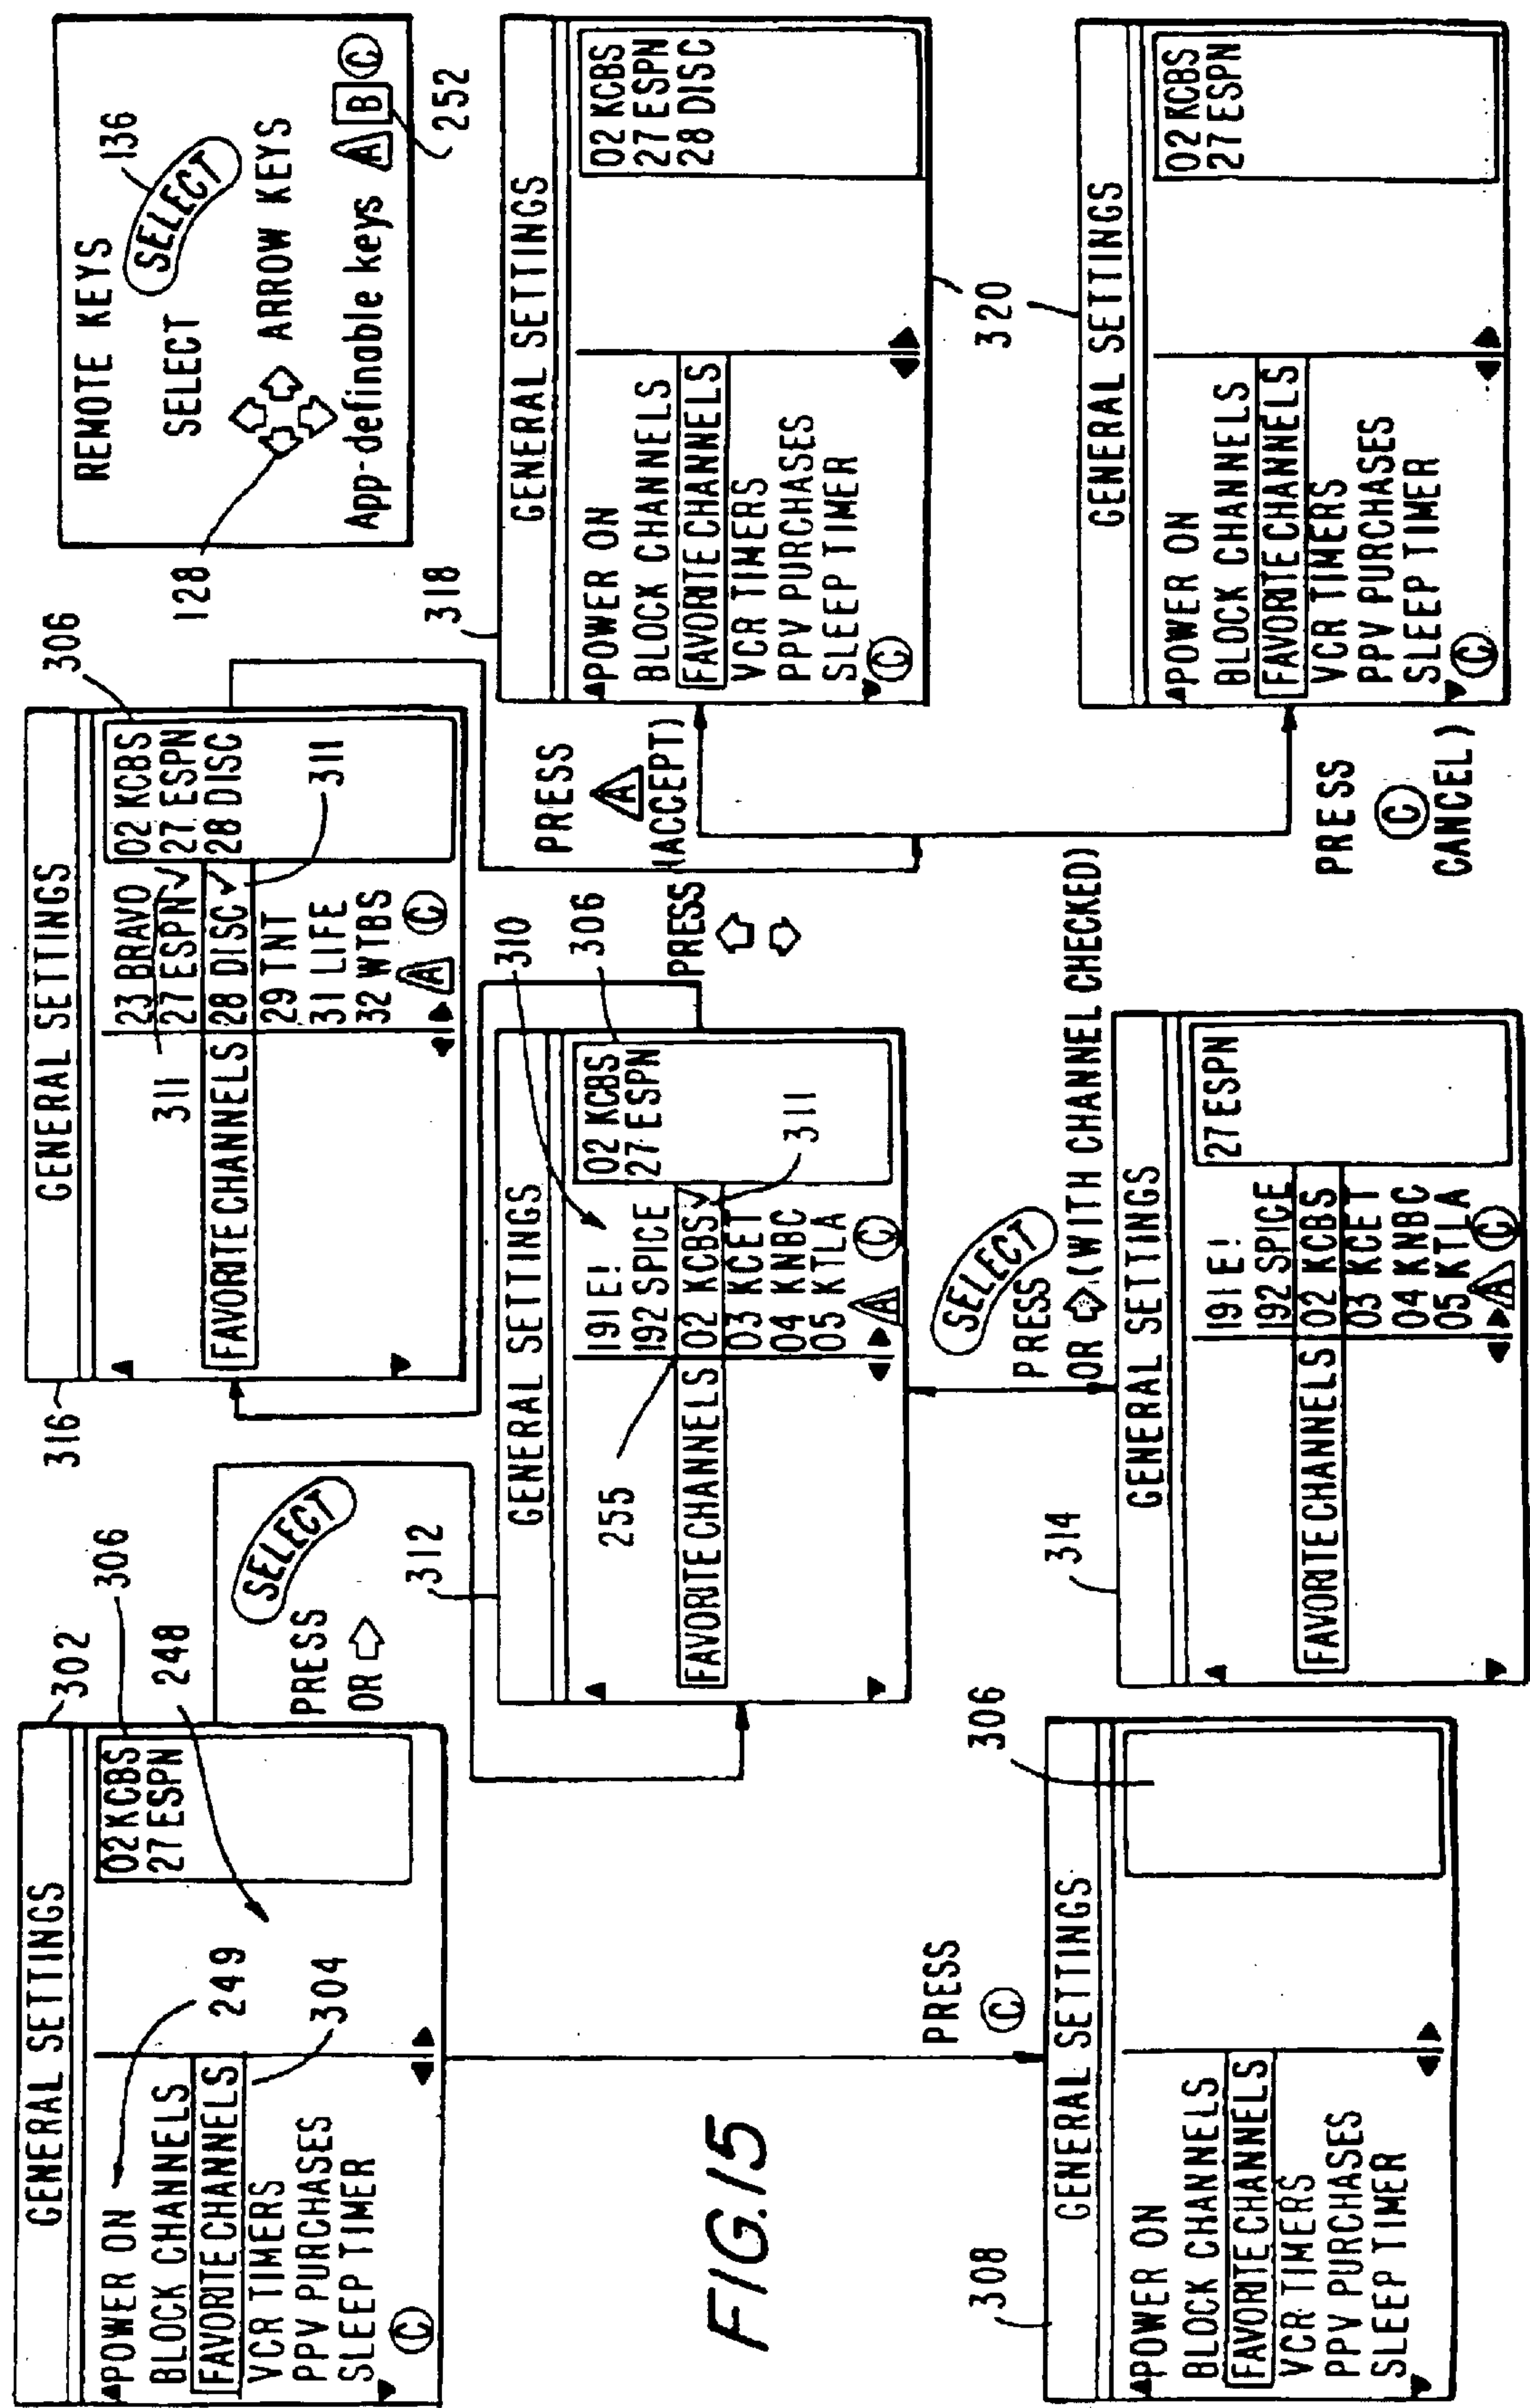 GENERAL SETTINGS
302
POWER ON
BLOCK CHANNELS
FAVORITE CHANNELS
VCR TIMERS
PPV PURCHASES
SLEEP TIMER
C
02 KCBS
27 ESPN
306
249
248
304
PRESS
SELECT
OR
316
GENERAL SETTINGS
FAVORITE CHANNELS
23 BRAVO
27 ESPN ✓
28 DISC ✓
29 TNT
31 LIFE
32 WTBS
A C
02 KCBS
27 ESPN
28 DISC
306
311
311
REMOTE KEYS
SELECT
SELECT
136
ARROW KEYS
128
App-definable keys A B C
252
312
GENERAL SETTINGS
255
FAVORITE CHANNELS
191 E!
192 SPICE
02 KCBS ✓
03 KCET
04 KNBC
05 KTLA
A C
02 KCBS
27 ESPN
310
306
311
PRESS
318
GENERAL SETTINGS
POWER ON
BLOCK CHANNELS
FAVORITE CHANNELS
VCR TIMERS
PPV PURCHASES
SLEEP TIMER
C
02 KCBS
27 ESPN
28 DISC
PRESS
A
(ACCEPT)
320
PRESS
C
CANCEL)
PRESS
C
PRESS SELECT
OR (WITH CHANNEL CHECKED)
308
GENERAL SETTINGS
POWER ON
BLOCK CHANNELS
FAVORITE CHANNELS
VCR TIMERS
PPV PURCHASES
SLEEP TIMER
306
314
GENERAL SETTINGS
FAVORITE CHANNELS
191 E!
192 SPICE
02 KCBS
03 KCET
04 KNBC
05 KTLA
A C
27 ESPN
GENERAL SETTINGS
POWER ON
BLOCK CHANNELS
FAVORITE CHANNELS
VCR TIMERS
PPV PURCHASES
SLEEP TIMER
C
02 KCBS
27 ESPN
FIG.15